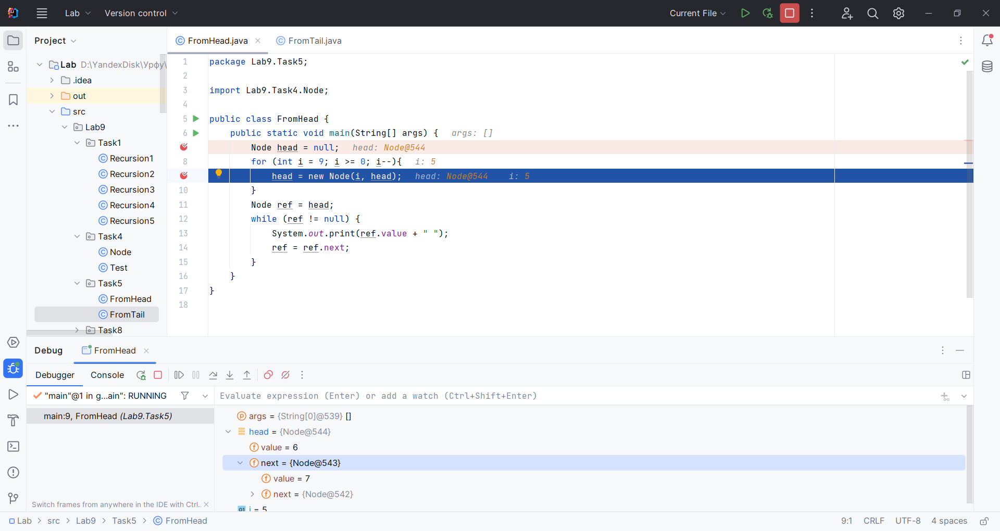 Lab
Version control
Current File
Project
FromHead.java
FromTail.java
Lab D:\YandexDisk\Урфу\
.idea
out
src
Lab9
Task1
Recursion1
Recursion2
Recursion3
Recursion4
Recursion5
Task4
Node
Test
Task5
FromHead
FromTail
Task8
1 package Lab9.Task5;
2
3 import Lab9.Task4.Node;
4
5 public class FromHead {
6 public static void main(String[] args) { args: []
Node head = null; head: Node@544
8 for (int i = 9; i >= 0; i--){ i: 5
head = new Node(i, head); head: Node@544 i: 5
10 }
11 Node ref = head;
12 while (ref != null) {
13 System.out.print(ref.value + " ");
14 ref = ref.next;
15 }
16 }
17 }
18
Debug
FromHead
Debugger
Console
"main"@1 in g...ain": RUNNING
Evaluate expression (Enter) or add a watch (Ctrl+Shift+Enter)
main:9, FromHead (Lab9.Task5)
args = {String[0]@539} []
head = {Node@544}
value = 6
next = {Node@543}
value = 7
next = {Node@542}
i = 5
Switch frames from anywhere in the IDE with Ctrl..
Lab > src > Lab9 > Task5 > FromHead
9:1 CRLF UTF-8 4 spaces